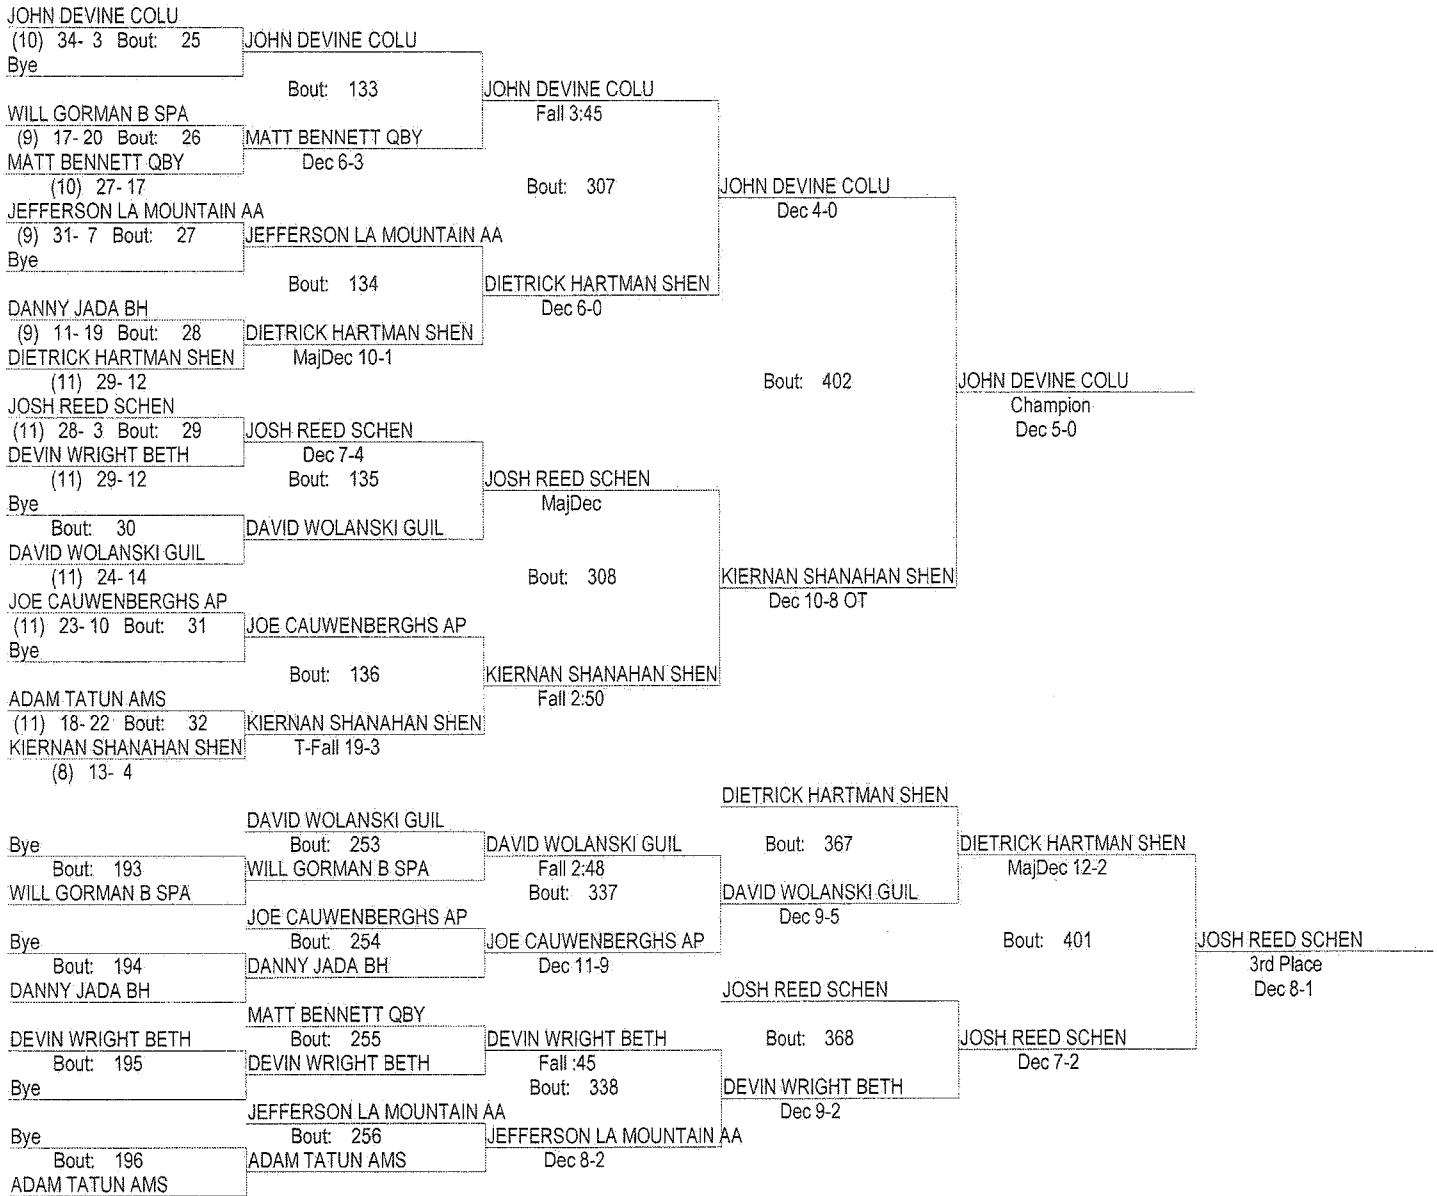 JOHN DEVINE COLU
(10) 34- 3 Bout: 25
Bye
JOHN DEVINE COLU
Bout: 133
WILL GORMAN B SPA
(9) 17- 20 Bout: 26
MATT BENNETT QBY
(10) 27- 17
MATT BENNETT QBY
Dec 6-3
JOHN DEVINE COLU
Fall 3:45
Bout: 307
JEFFERSON LA MOUNTAIN AA
(9) 31- 7 Bout: 27
Bye
JEFFERSON LA MOUNTAIN AA
Bout: 134
DANNY JADA BH
(9) 11- 19 Bout: 28
DIETRICK HARTMAN SHEN
(11) 29- 12
DIETRICK HARTMAN SHEN
MajDec 10-1
DIETRICK HARTMAN SHEN
Dec 6-0
JOHN DEVINE COLU
Dec 4-0
Bout: 402
JOHN DEVINE COLU
Champion
Dec 5-0
JOSH REED SCHEN
(11) 28- 3 Bout: 29
DEVIN WRIGHT BETH
(11) 29- 12
JOSH REED SCHEN
Dec 7-4
Bout: 135
Bye
Bout: 30
DAVID WOLANSKI GUIL
(11) 24- 14
DAVID WOLANSKI GUIL
JOSH REED SCHEN
MajDec
Bout: 308
JOE CAUWENBERGHS AP
(11) 23- 10 Bout: 31
Bye
JOE CAUWENBERGHS AP
Bout: 136
ADAM TATUN AMS
(11) 18- 22 Bout: 32
KIERNAN SHANAHAN SHEN
(8) 13- 4
KIERNAN SHANAHAN SHEN
T-Fall 19-3
KIERNAN SHANAHAN SHEN
Fall 2:50
KIERNAN SHANAHAN SHEN
Dec 10-8 OT
Bye
Bout: 193
WILL GORMAN B SPA
DAVID WOLANSKI GUIL
Bout: 253
WILL GORMAN B SPA
DAVID WOLANSKI GUIL
Fall 2:48
Bout: 337
Bye
Bout: 194
DANNY JADA BH
JOE CAUWENBERGHS AP
Bout: 254
DANNY JADA BH
JOE CAUWENBERGHS AP
Dec 11-9
DIETRICK HARTMAN SHEN
Bout: 367
DAVID WOLANSKI GUIL
Dec 9-5
DIETRICK HARTMAN SHEN
MajDec 12-2
Bout: 401
DEVIN WRIGHT BETH
Bout: 195
Bye
MATT BENNETT QBY
Bout: 255
DEVIN WRIGHT BETH
DEVIN WRIGHT BETH
Fall :45
Bout: 338
Bye
Bout: 196
ADAM TATUN AMS
JEFFERSON LA MOUNTAIN AA
Bout: 256
ADAM TATUN AMS
JEFFERSON LA MOUNTAIN AA
Dec 8-2
JOSH REED SCHEN
Bout: 368
DEVIN WRIGHT BETH
Dec 9-2
JOSH REED SCHEN
Dec 7-2
JOSH REED SCHEN
3rd Place
Dec 8-1